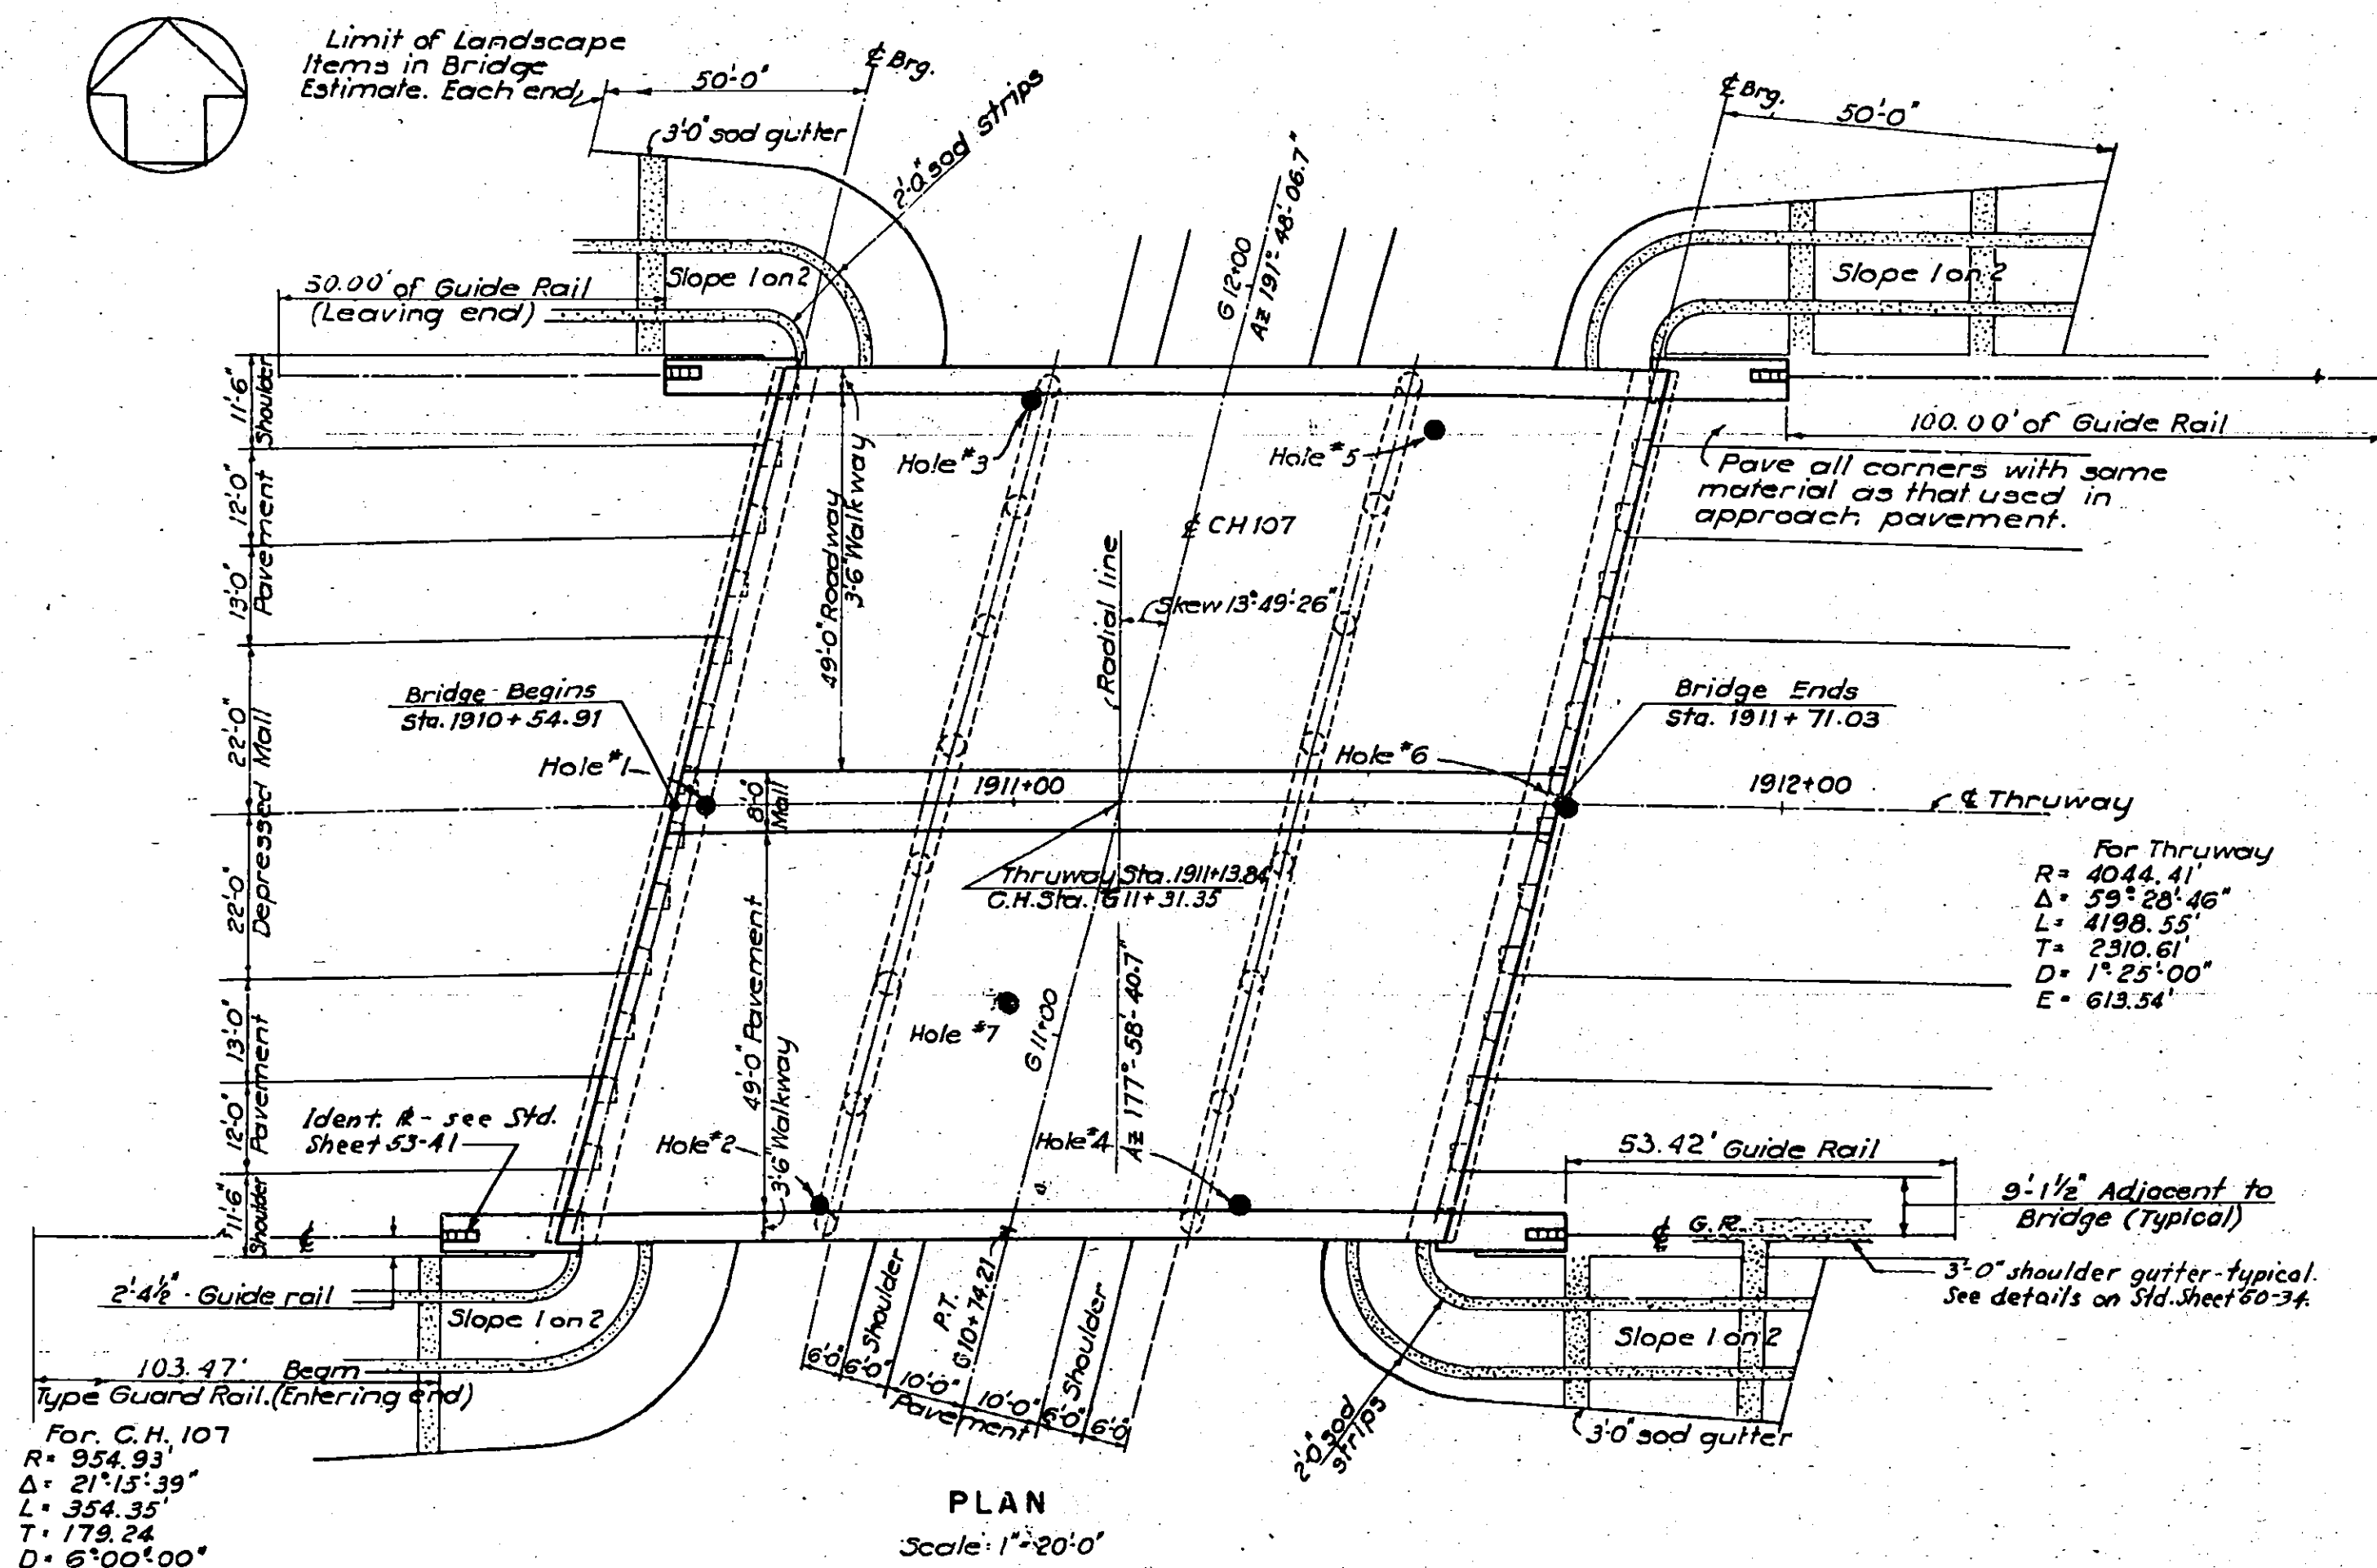 Limit of Landscape
Items in Bridge
Estimate. Each end
50'-0"
℄ Brg.
2'-0" sod strips
3'-0" sod gutter
℄ Brg.
50'-0"
Slope 1 on 2
50.00' of Guide Rail
(Leaving end)
G 12+00
Az 191°-48'-06.7"
Slope 1 on 2
11'-6"
Shoulder
12'-0"
13'-0"
Pavement
22'-0"
22'-0"
Depressed Mall
13'-0"
12'-0"
Pavement
11'-6"
Shoulder
Hole #3
Hole #5
100.00' of Guide Rail
Pave all corners with same
material as that used in
approach pavement.
49'-0" Roadway
3'-6" Walkway
℄ CH 107
Radial line
Skew 13°-49'-26"
Bridge Begins
Sta. 1910 + 54.91
Bridge Ends
Sta. 1911 + 71.03
Hole #1
Hole #6
8'-0"
Mall
1911+00
1912+00
℄ Thruway
Thruway Sta. 1911+13.84
C.H. Sta. G 11+31.35
For Thruway
R = 4044.41'
Δ = 59°-28'-46"
L = 4198.55'
T = 2310.61'
D = 1°-25'-00"
E = 613.54'
49'-0" Pavement
3'-6" Walkway
Hole #7
G 11+00
Az 177°-58'-40.7"
Ident. ℞ - see Std.
Sheet 53-41
Hole #2
Hole #4
53.42' Guide Rail
9'-1½" Adjacent to
Bridge (Typical)
℄ G.R.
℄
3'-0" shoulder gutter - typical.
See details on Std. Sheet 60-34.
2'-4½" - Guide rail
Slope 1 on 2
Slope 1 on 2
103.47' Beam
Type Guard Rail. (Entering end)
6'-0"
6'-0"
Shoulder
10'-0"
P.T.
G 10+74.21
10'-0"
Pavement
6'-0"
Shoulder
6'-0"
2'-0" sod
strips
3'-0" sod gutter
For. C.H. 107
R = 954.93'
Δ = 21°-15'-39"
L = 354.35'
T = 179.24
D = 6°-00'-00"
PLAN
Scale: 1" = 20'-0"